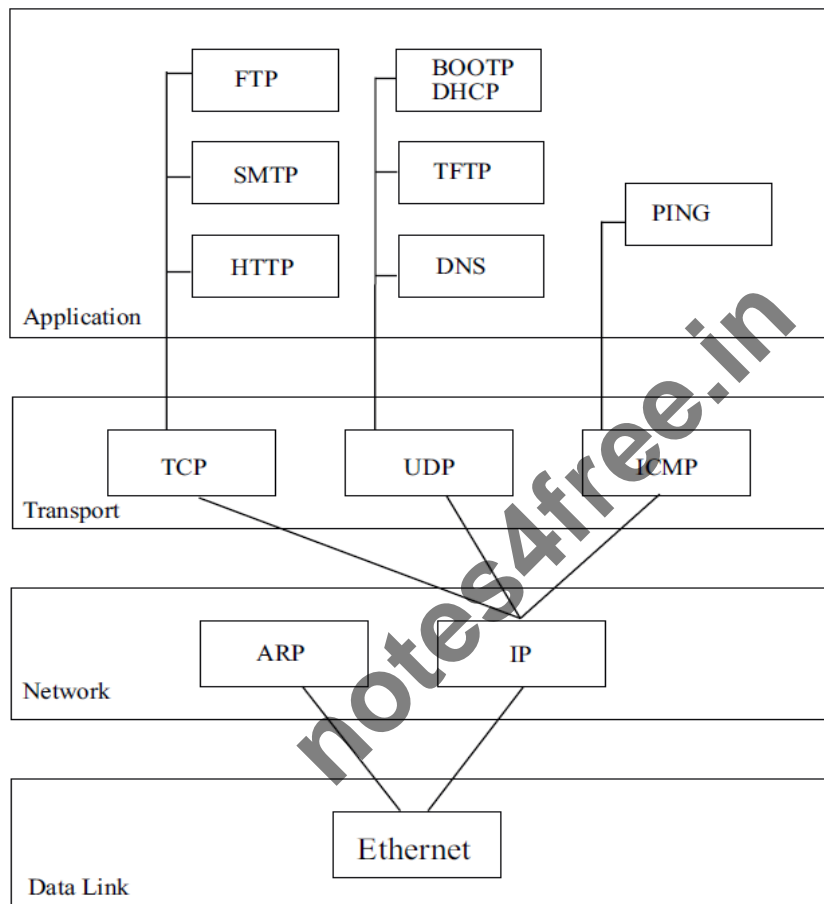 FTP
BOOTP
DHCP
SMTP
TFTP
PING
HTTP
DNS
Application
TCP
UDP
ICMP
Transport
ARP
IP
Network
Ethernet
Data Link
notes4free.in